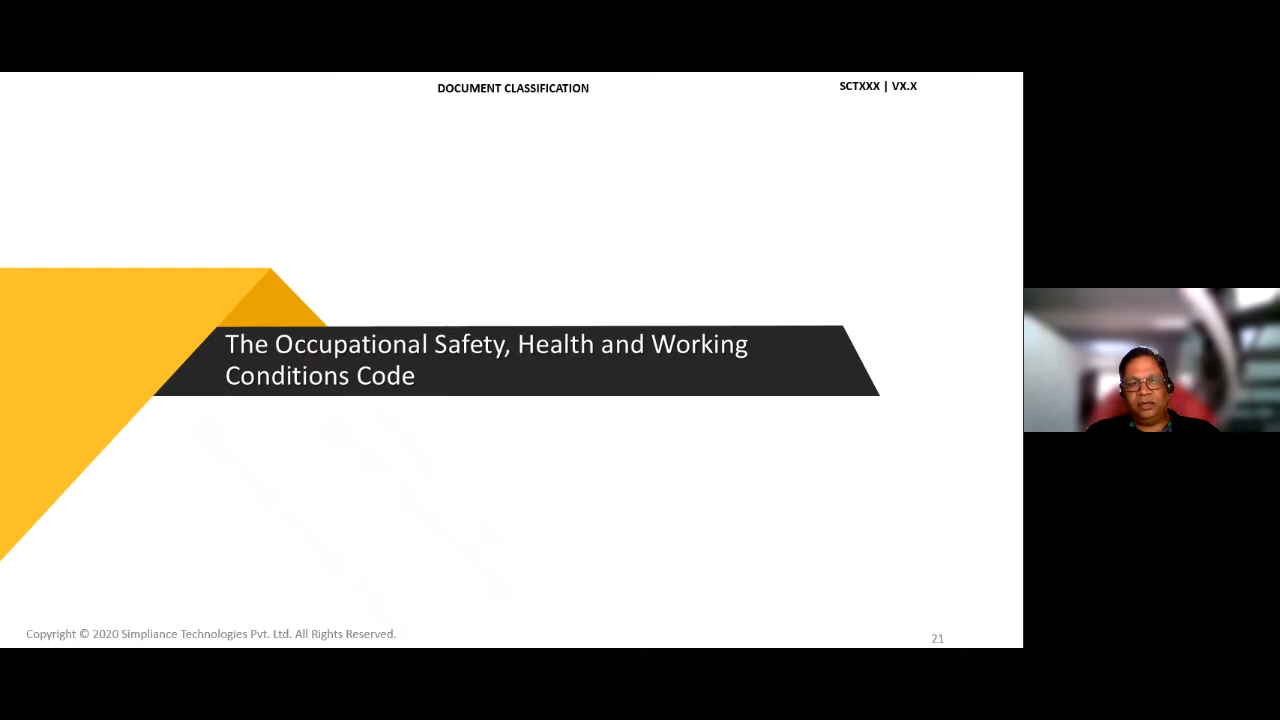 DOCUMENT CLASSIFICATION
SCTXXX | VX.X
The Occupational Safety, Health and Working
Conditions Code
Copyright © 2020 Simpliance Technologies Pvt. Ltd. All Rights Reserved.
21